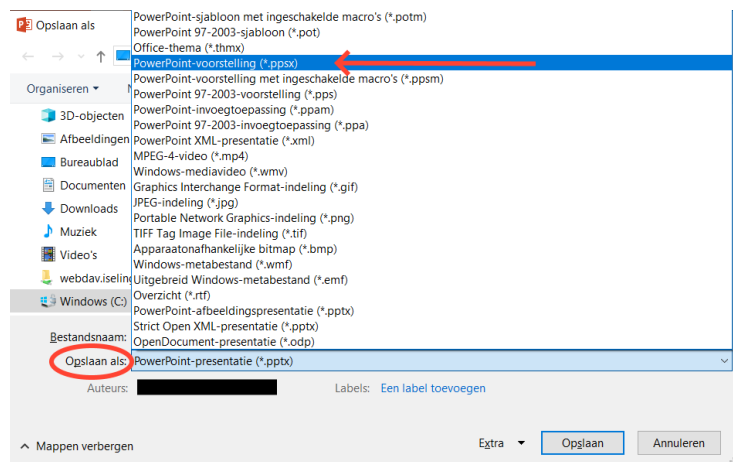 Opslaan als
PowerPoint-sjabloon met ingeschakelde macro's (*.potm)
PowerPoint 97-2003-sjabloon (*.pot)
Office-thema (*.thmx)
PowerPoint-voorstelling (*.ppsx)
PowerPoint-voorstelling met ingeschakelde macro's (*.ppsm)
PowerPoint 97-2003-voorstelling (*.pps)
PowerPoint-invoegtoepassing (*.ppam)
PowerPoint 97-2003-invoegtoepassing (*.ppa)
PowerPoint XML-presentatie (*.xml)
MPEG-4-video (*.mp4)
Windows-mediavideo (*.wmv)
Graphics Interchange Format-indeling (*.gif)
JPEG-indeling (*.jpg)
Portable Network Graphics-indeling (*.png)
TIFF Tag Image File-indeling (*.tif)
Apparaatonafhankelijke bitmap (*.bmp)
Windows-metabestand (*.wmf)
Uitgebreid Windows-metabestand (*.emf)
Overzicht (*.rtf)
PowerPoint-afbeeldingspresentatie (*.pptx)
Strict Open XML-presentatie (*.pptx)
OpenDocument-presentatie (*.odp)
Organiseren
3D-objecten
Afbeeldingen
Bureaublad
Documenten
Downloads
Muziek
Video's
webdav.iseling
Windows (C:)
Bestandsnaam:
Opslaan als: PowerPoint-presentatie (*.pptx)
Auteurs: Labels: Een label toevoegen
Mappen verbergen Extra Opslaan Annuleren